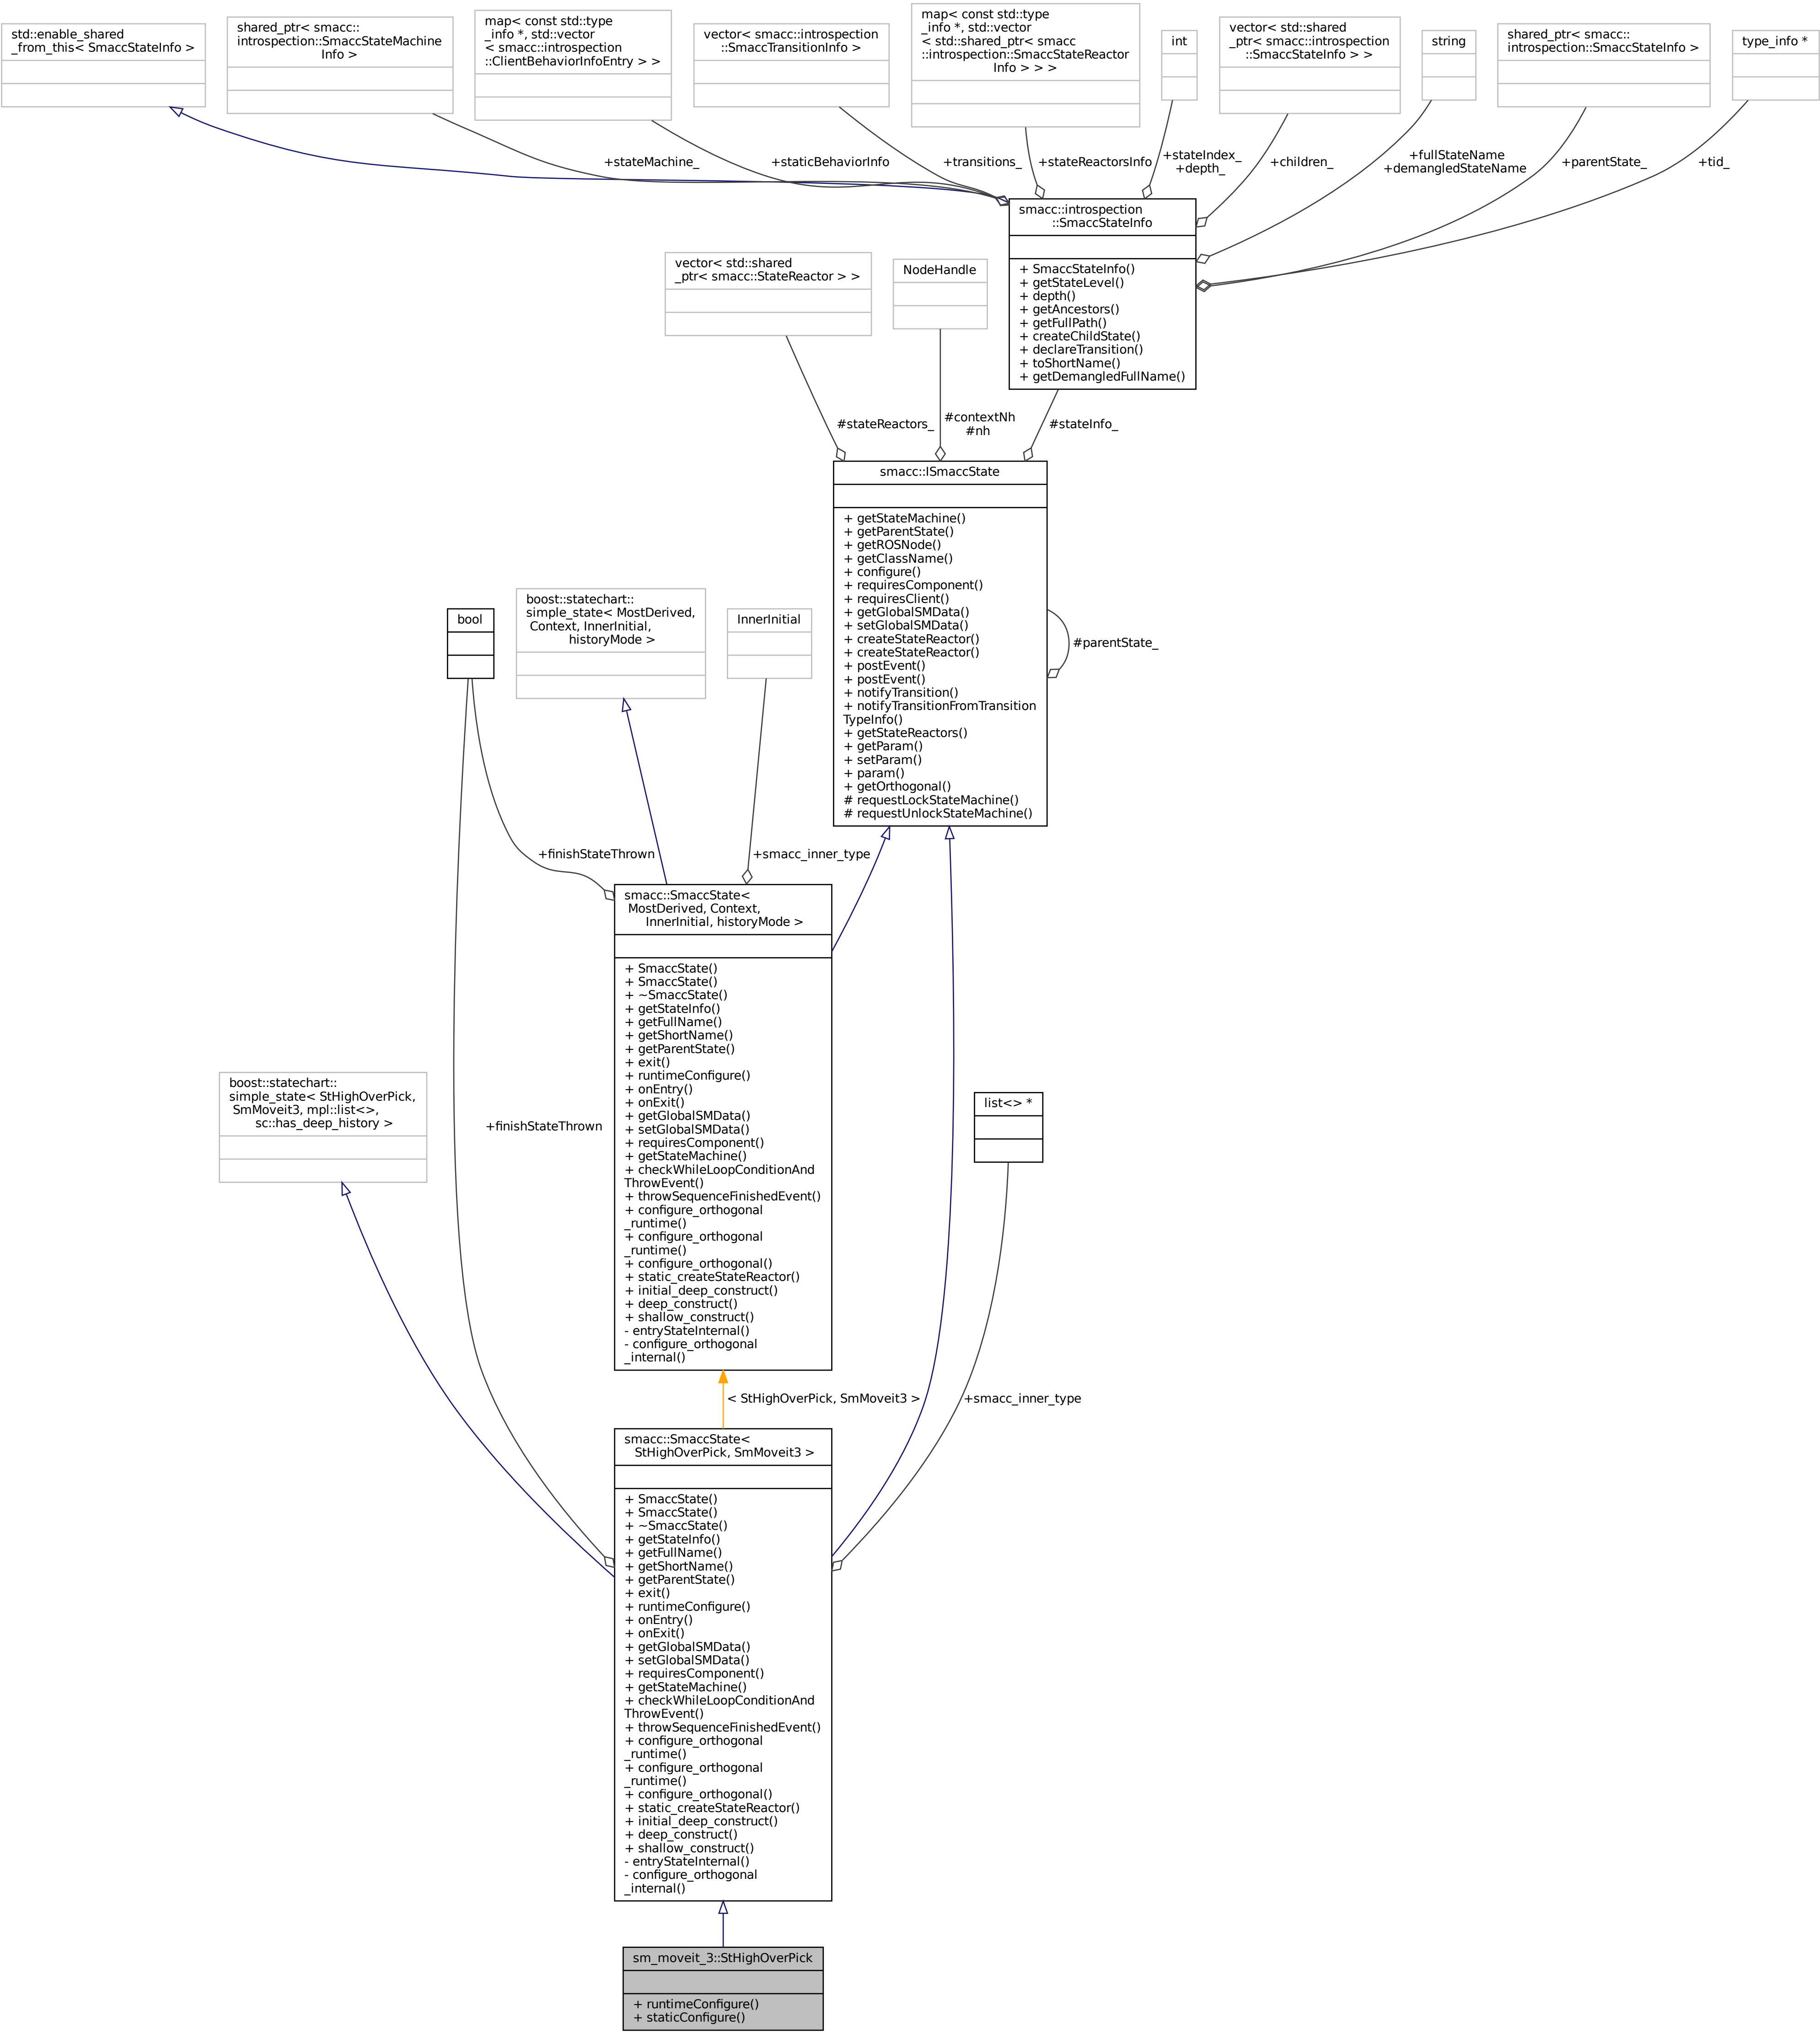 std::enable_shared
_from_this< SmaccStateInfo >
shared_ptr< smacc::
introspection::SmaccStateMachine
Info >
map< const std::type
_info *, std::vector
< smacc::introspection
::ClientBehaviorInfoEntry > >
vector< smacc::introspection
::SmaccTransitionInfo >
map< const std::type
_info *, std::vector
< std::shared_ptr< smacc
::introspection::SmaccStateReactor
Info > > >
int
vector< std::shared
_ptr< smacc::introspection
::SmaccStateInfo > >
string
shared_ptr< smacc::
introspection::SmaccStateInfo >
type_info *
+stateMachine_
+staticBehaviorInfo
+transitions_
+stateReactorsInfo
+stateIndex_
+depth_
+children_
+fullStateName
+demangledStateName
+parentState_
+tid_
smacc::introspection
::SmaccStateInfo
+ SmaccStateInfo()
+ getStateLevel()
+ depth()
+ getAncestors()
+ getFullPath()
+ createChildState()
+ declareTransition()
+ toShortName()
+ getDemangledFullName()
vector< std::shared
_ptr< smacc::StateReactor > >
NodeHandle
#stateReactors_
#contextNh
#nh
#stateInfo_
smacc::ISmaccState
+ getStateMachine()
+ getParentState()
+ getROSNode()
+ getClassName()
+ configure()
+ requiresComponent()
+ requiresClient()
+ getGlobalSMData()
+ setGlobalSMData()
+ createStateReactor()
+ createStateReactor()
+ postEvent()
+ postEvent()
+ notifyTransition()
+ notifyTransitionFromTransition
TypeInfo()
+ getStateReactors()
+ getParam()
+ setParam()
+ param()
+ getOrthogonal()
# requestLockStateMachine()
# requestUnlockStateMachine()
#parentState_
bool
boost::statechart::
simple_state< MostDerived,
Context, InnerInitial,
historyMode >
InnerInitial
+finishStateThrown
+smacc_inner_type
smacc::SmaccState<
MostDerived, Context,
InnerInitial, historyMode >
+ SmaccState()
+ SmaccState()
+ ~SmaccState()
+ getStateInfo()
+ getFullName()
+ getShortName()
+ getParentState()
+ exit()
+ runtimeConfigure()
+ onEntry()
+ onExit()
+ getGlobalSMData()
+ setGlobalSMData()
+ requiresComponent()
+ getStateMachine()
+ checkWhileLoopConditionAnd
ThrowEvent()
+ throwSequenceFinishedEvent()
+ configure_orthogonal
_runtime()
+ configure_orthogonal
_runtime()
+ configure_orthogonal()
+ static_createStateReactor()
+ initial_deep_construct()
+ deep_construct()
+ shallow_construct()
- entryStateInternal()
- configure_orthogonal
_internal()
boost::statechart::
simple_state< StHighOverPick,
SmMoveit3, mpl::list<>,
sc::has_deep_history >
+finishStateThrown
list<> *
< StHighOverPick, SmMoveit3 >
+smacc_inner_type
smacc::SmaccState<
StHighOverPick, SmMoveit3 >
+ SmaccState()
+ SmaccState()
+ ~SmaccState()
+ getStateInfo()
+ getFullName()
+ getShortName()
+ getParentState()
+ exit()
+ runtimeConfigure()
+ onEntry()
+ onExit()
+ getGlobalSMData()
+ setGlobalSMData()
+ requiresComponent()
+ getStateMachine()
+ checkWhileLoopConditionAnd
ThrowEvent()
+ throwSequenceFinishedEvent()
+ configure_orthogonal
_runtime()
+ configure_orthogonal
_runtime()
+ configure_orthogonal()
+ static_createStateReactor()
+ initial_deep_construct()
+ deep_construct()
+ shallow_construct()
- entryStateInternal()
- configure_orthogonal
_internal()
sm_moveit_3::StHighOverPick
+ runtimeConfigure()
+ staticConfigure()